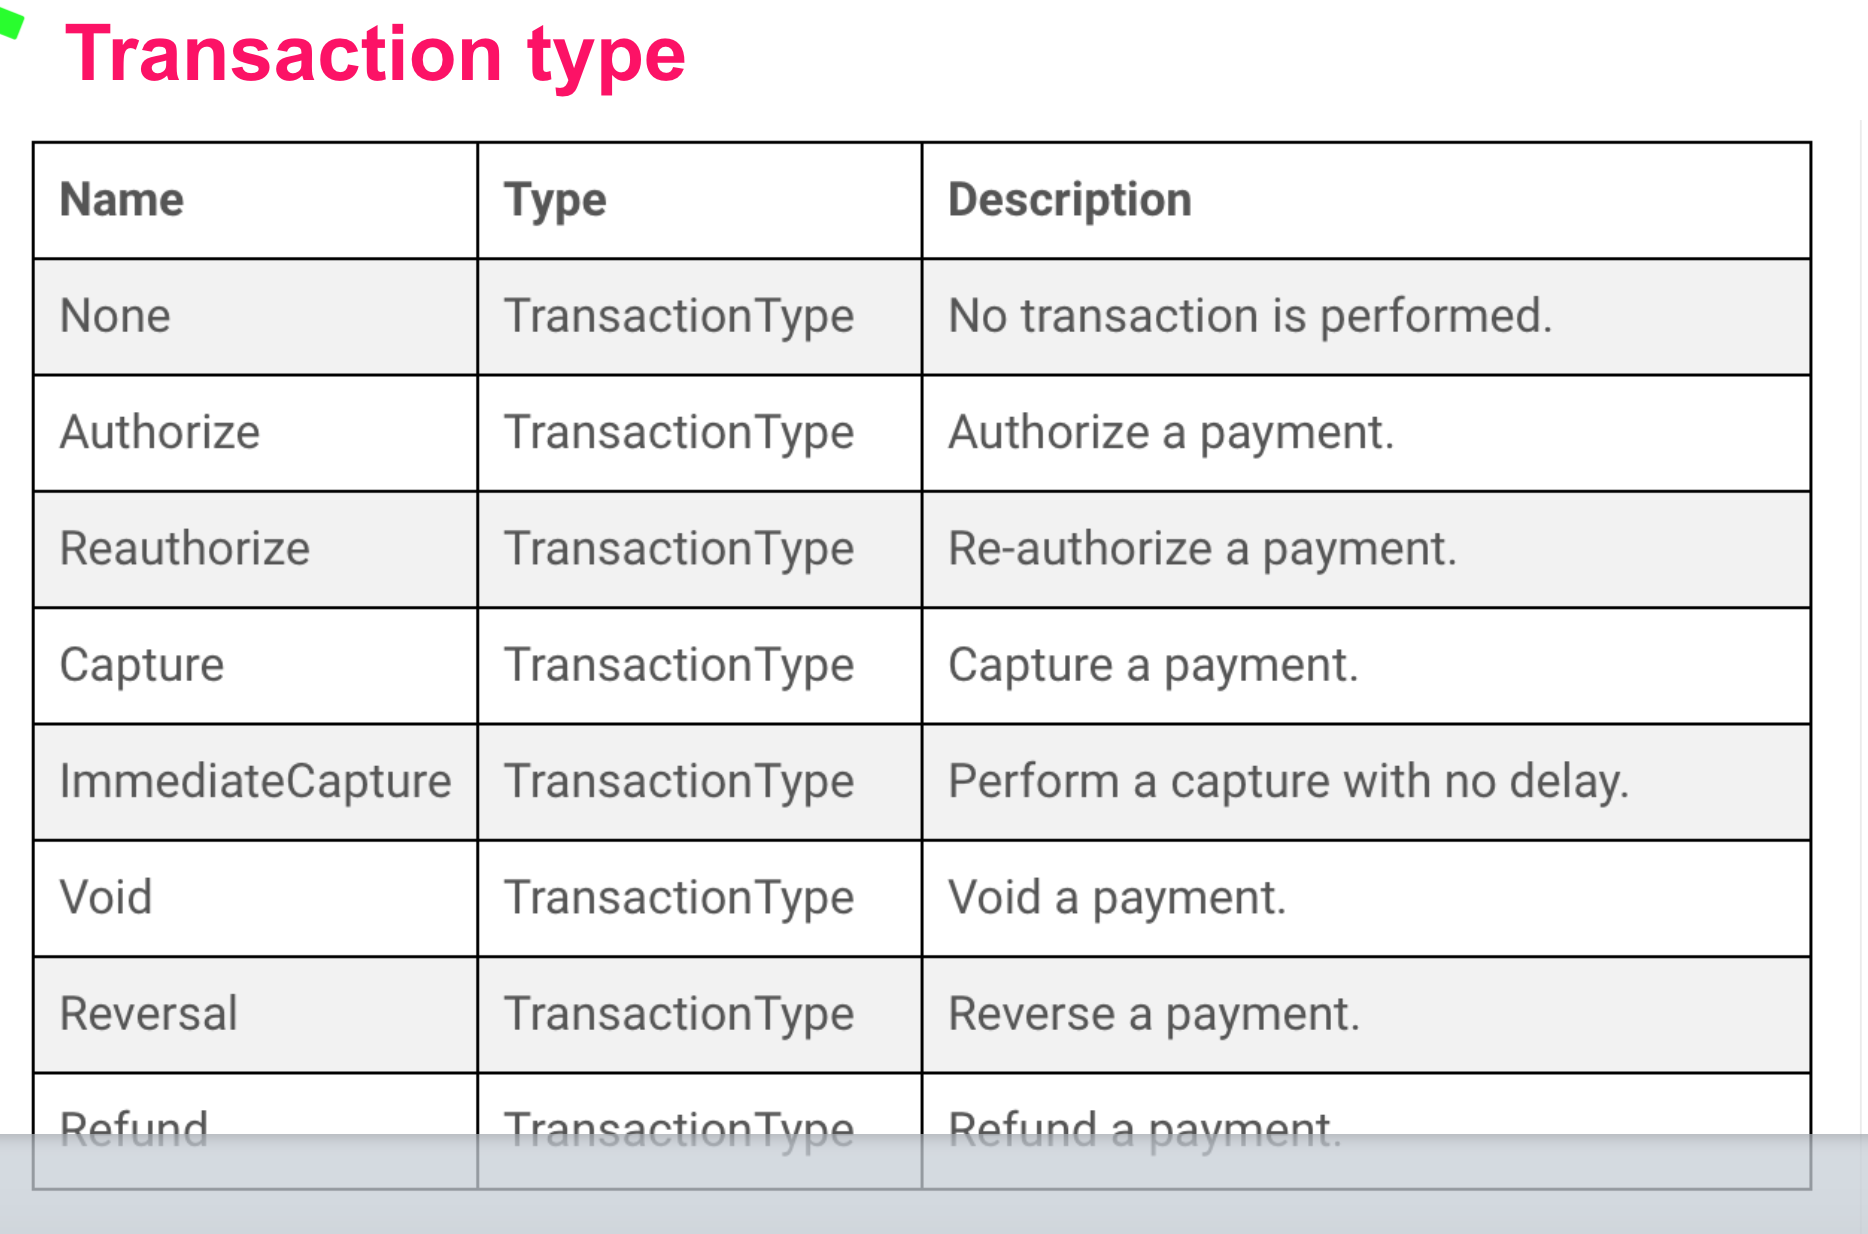 Transaction type
Name Type Description
None TransactionType No transaction is performed.
Authorize TransactionType Authorize a payment.
Reauthorize TransactionType Re-authorize a payment.
Capture TransactionType Capture a payment.
ImmediateCapture TransactionType Perform a capture with no delay.
Void TransactionType Void a payment.
Reversal TransactionType Reverse a payment.
Refund TransactionType Refund a payment.